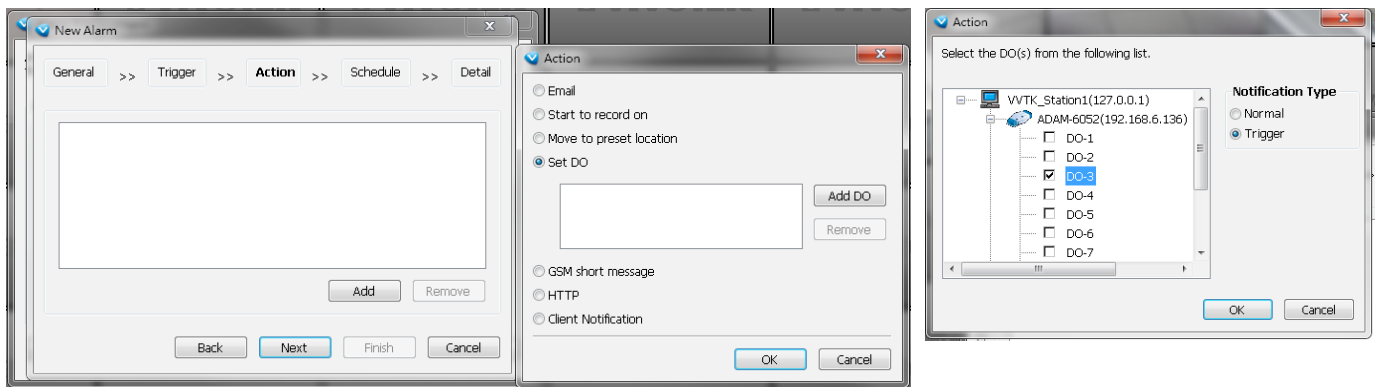 New Alarm
General >> Trigger >> Action >> Schedule >> Detail
Add Remove
Back Next Finish Cancel
Action
Email
Start to record on
Move to preset location
Set DO
Add DO
Remove
GSM short message
HTTP
Client Notification
OK Cancel
Action
Select the DO(s) from the following list.
VVTK_Station1(127.0.0.1)
ADAM-6052(192.168.6.136)
DO-1
DO-2
DO-3
DO-4
DO-5
DO-6
DO-7
Notification Type
Normal
Trigger
OK Cancel